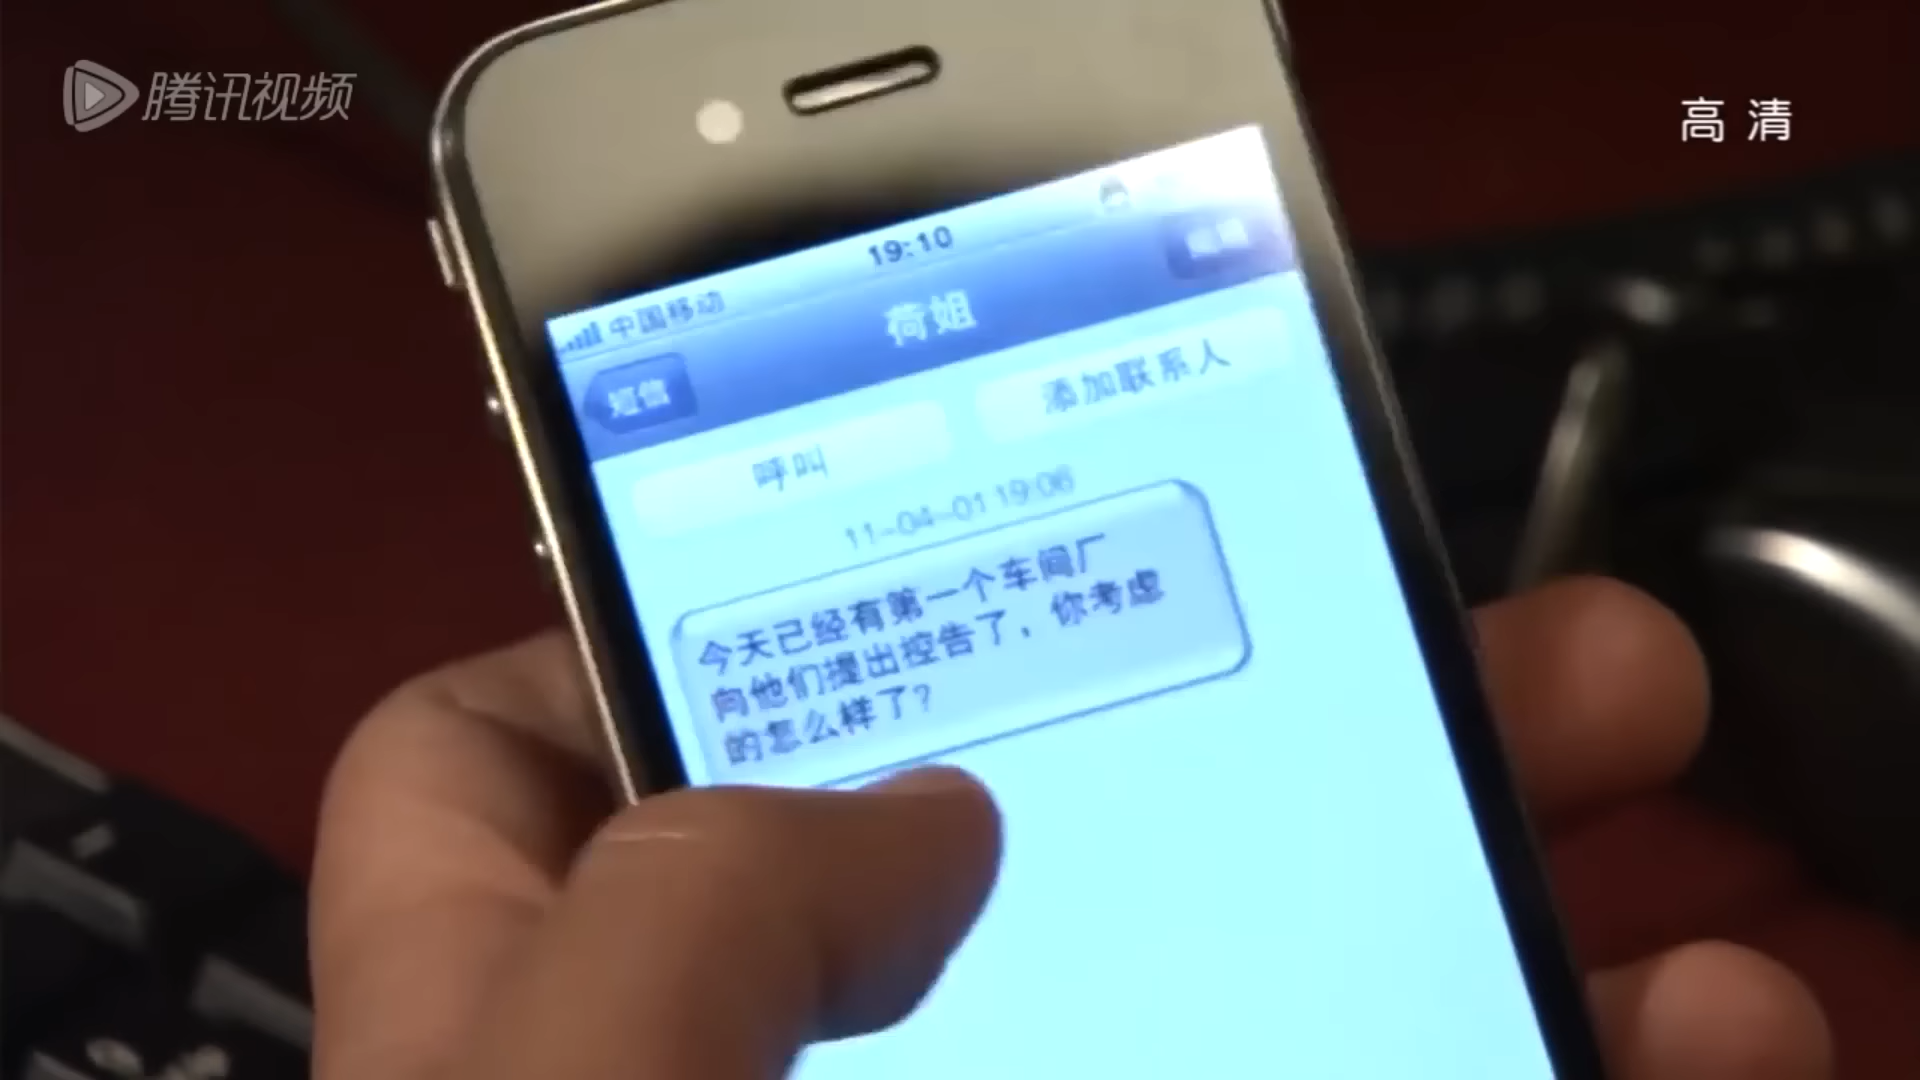 腾讯视频
高清
19:10
中国移动
荷姐
短信
编辑
添加联系人
呼叫
11-04-01 19:06
今天已经有第一个车间厂
向他们提出控告了，你考虑
的怎么样了？